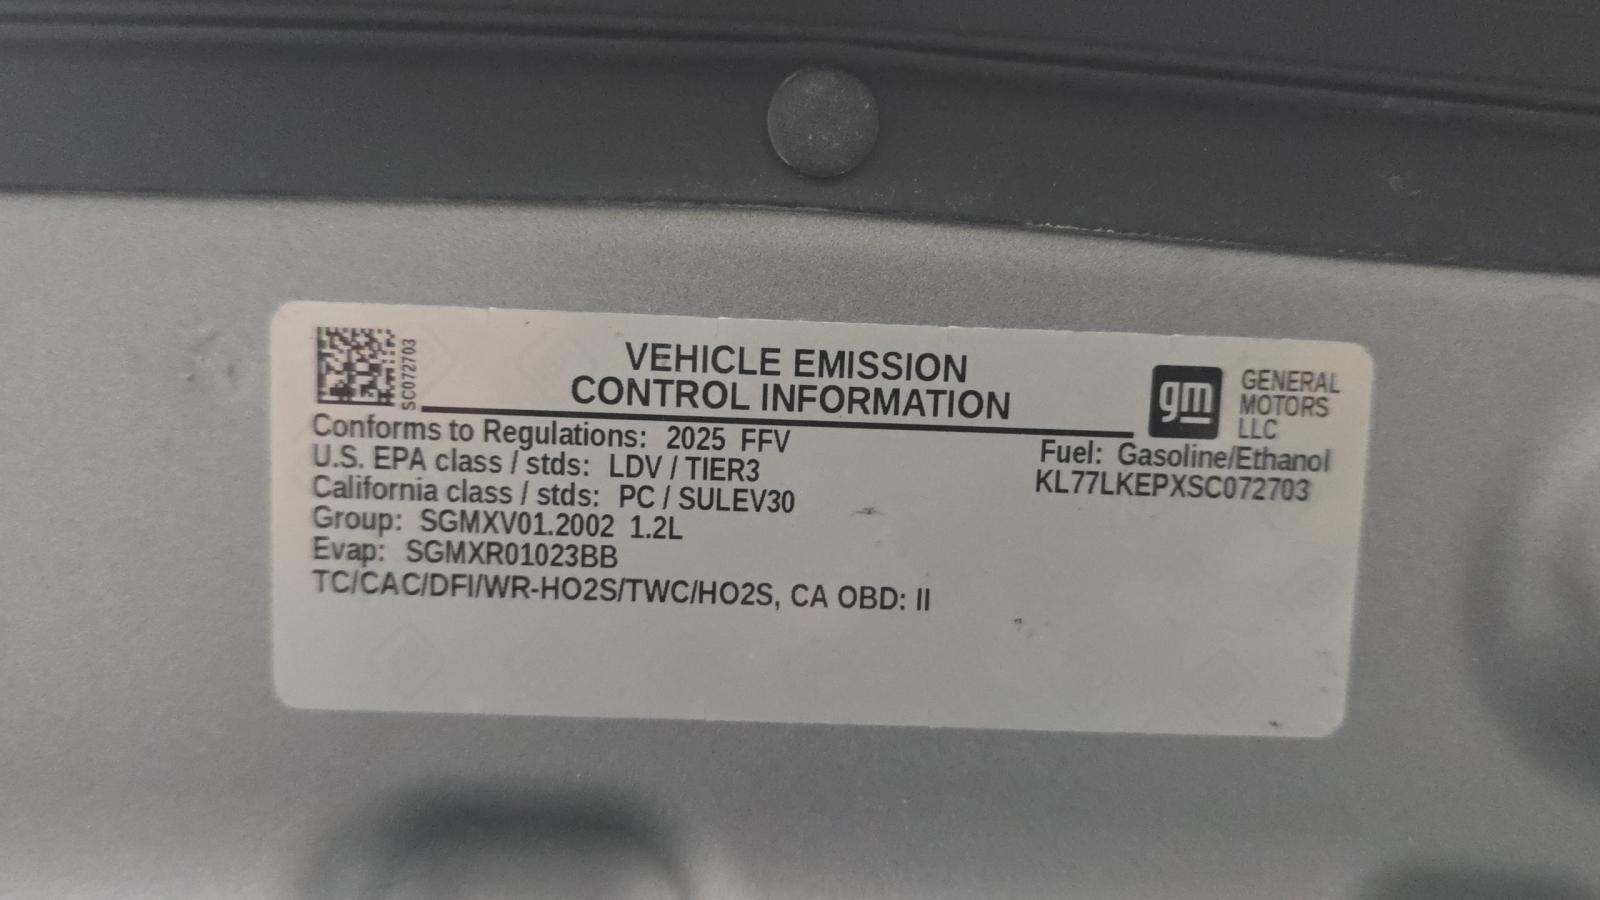 SC072703
VEHICLE EMISSION
CONTROL INFORMATION
gm
GENERAL
MOTORS
LLC
Conforms to Regulations: 2025 FFV
U.S. EPA class / stds: LDV / TIER3
California class / stds: PC / SULEV30
Group: SGMXV01.2002 1.2L
Evap: SGMXR01023BB
TC/CAC/DFI/WR-HO2S/TWC/HO2S, CA OBD: II
Fuel: Gasoline/Ethanol
KL77LKEPXSC072703